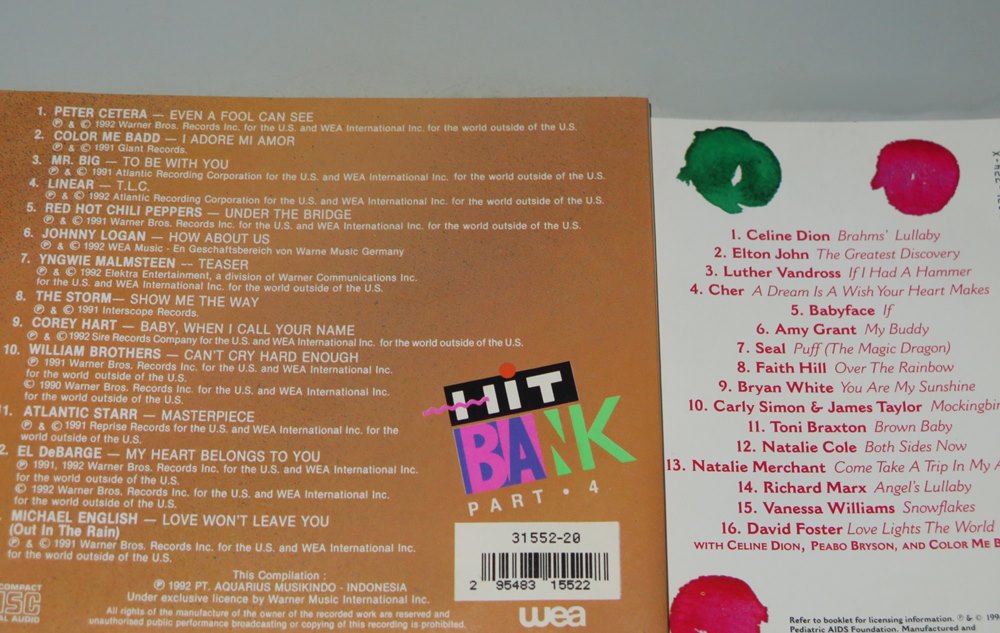 1. PETER CETERA — EVEN A FOOL CAN SEE
℗ & © 1992 Warner Bros. Records Inc. for the U.S. and WEA International Inc. for the world outside of the U.S.
2. COLOR ME BADD — I ADORE MI AMOR
℗ & © 1991 Giant Records.
3. MR. BIG — TO BE WITH YOU
℗ & © 1991 Atlantic Recording Corporation for the U.S. and WEA International Inc. for the world outside of the U.S.
4. LINEAR — T.L.C.
℗ & © 1992 Atlantic Recording Corporation for the U.S. and WEA International Inc. for the world outside of the U.S.
5. RED HOT CHILI PEPPERS — UNDER THE BRIDGE
℗ & © 1991 Warner Bros. Records Inc. for the U.S. and WEA International Inc. for the world outside of the U.S.
6. JOHNNY LOGAN — HOW ABOUT US
℗ & © 1992 WEA Music - En Geschaftsbereich von Warne Music Germany
7. YNGWIE MALMSTEEN — TEASER
℗ & © 1992 Elektra Entertainment, a division of Warner Communications Inc.
for the U.S. and WEA International Inc. for the world outside of the U.S.
8. THE STORM— SHOW ME THE WAY
℗ & © 1991 Interscope Records.
9. COREY HART — BABY, WHEN I CALL YOUR NAME
℗ & © 1992 Sire Records Company for the U.S. and WEA International Inc. for the world outside of the U.S.
10. WILLIAM BROTHERS — CAN'T CRY HARD ENOUGH
℗ 1991 Warner Bros. Records Inc. for the U.S. and WEA International Inc.
for the world outside of the U.S.
© 1990 Warner Bros. Records Inc. for the U.S. and WEA International Inc.
for the world outside of the U.S.
1. ATLANTIC STARR — MASTERPIECE
℗ & © 1991 Reprise Records for the U.S. and WEA International Inc. for the
world outside of the U.S.
2. EL DeBARGE — MY HEART BELONGS TO YOU
℗ 1991, 1992 Warner Bros. Records Inc. for the U.S. and WEA International Inc.
for the world outside of the U.S.
© 1992 Warner Bros. Records Inc. for the U.S. and WEA International Inc.
for the world outside of the U.S.
MICHAEL ENGLISH — LOVE WON'T LEAVE YOU
(Out In The Rain)
℗ & © 1991 Warner Bros. Records Inc. for the U.S. and WEA International Inc.
for the world outside of the U.S.
This Compilation :
℗ 1992 PT. AQUARIUS MUSIKINDO - INDONESIA
Under exclusive licence by Warner Music International Inc.
All rights of the manufacture of the owner of the recorded work are reserved and
unauthorised public performance broadcasting or copying of this recording is prohibited.
COMPACT
DISC
AL AUDIO
HiT
BANK
PART • 4
31552-20
2 95483 15522
wea
1. Celine Dion Brahms' Lullaby
2. Elton John The Greatest Discovery
3. Luther Vandross If I Had A Hammer
4. Cher A Dream Is A Wish Your Heart Makes
5. Babyface If
6. Amy Grant My Buddy
7. Seal Puff (The Magic Dragon)
8. Faith Hill Over The Rainbow
9. Bryan White You Are My Sunshine
10. Carly Simon & James Taylor Mockingbir
11. Toni Braxton Brown Baby
12. Natalie Cole Both Sides Now
13. Natalie Merchant Come Take A Trip In My A
14. Richard Marx Angel's Lullaby
15. Vanessa Williams Snowflakes
16. David Foster Love Lights The World
WITH CELINE DION, PEABO BRYSON, AND COLOR ME B
Refer to booklet for licensing information. ℗ & © 199
Pediatric AIDS Foundation. Manufactured and